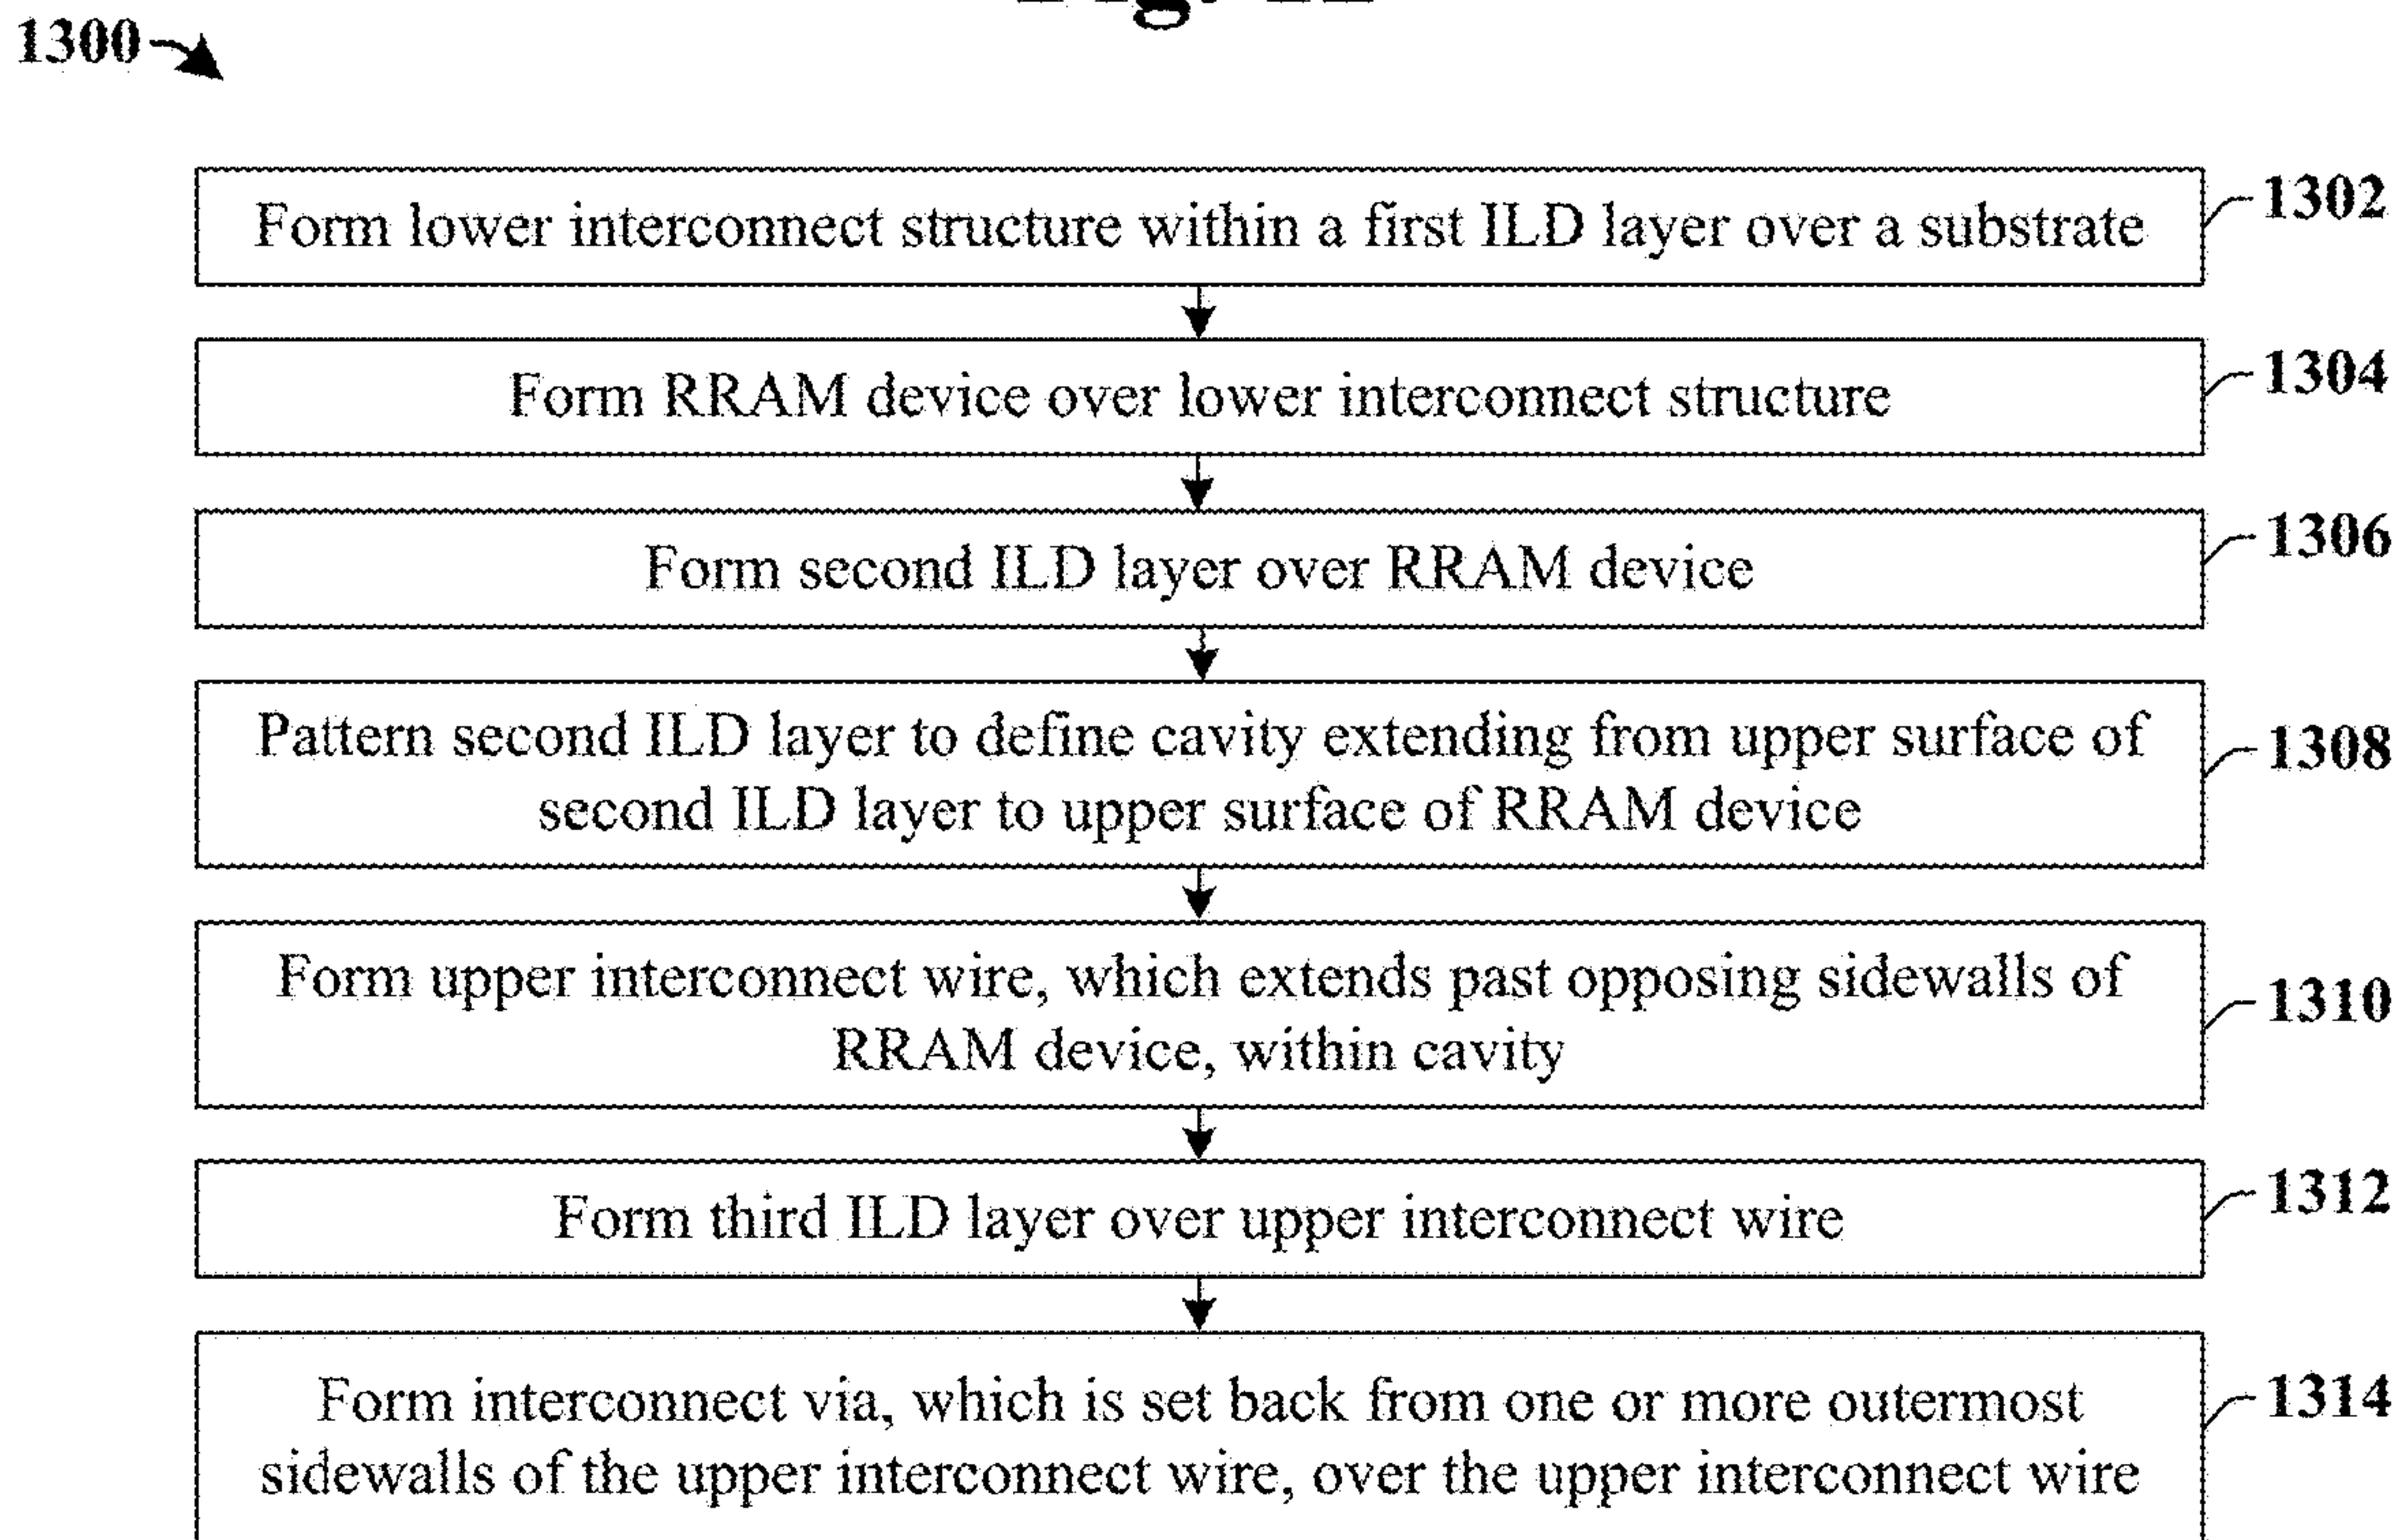 1300
Form lower interconnect structure within a first ILD layer over a substrate
1302
Form RRAM device over lower interconnect structure
1304
Form second ILD layer over RRAM device
1306
Pattern second ILD layer to define cavity extending from upper surface of
second ILD layer to upper surface of RRAM device
1308
Form upper interconnect wire, which extends past opposing sidewalls of
RRAM device, within cavity
1310
Form third ILD layer over upper interconnect wire
1312
Form interconnect via, which is set back from one or more outermost
sidewalls of the upper interconnect wire, over the upper interconnect wire
1314